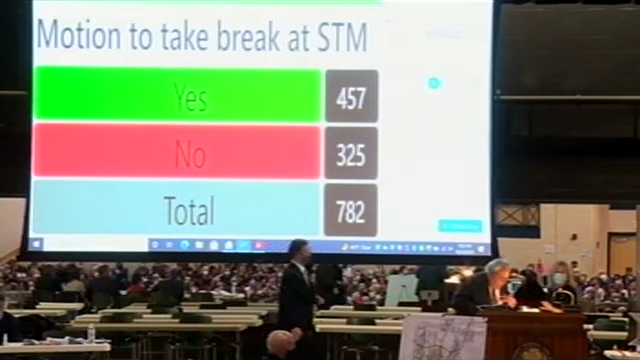 Motion to take break at STM
Yes 457
No 325
Total 782